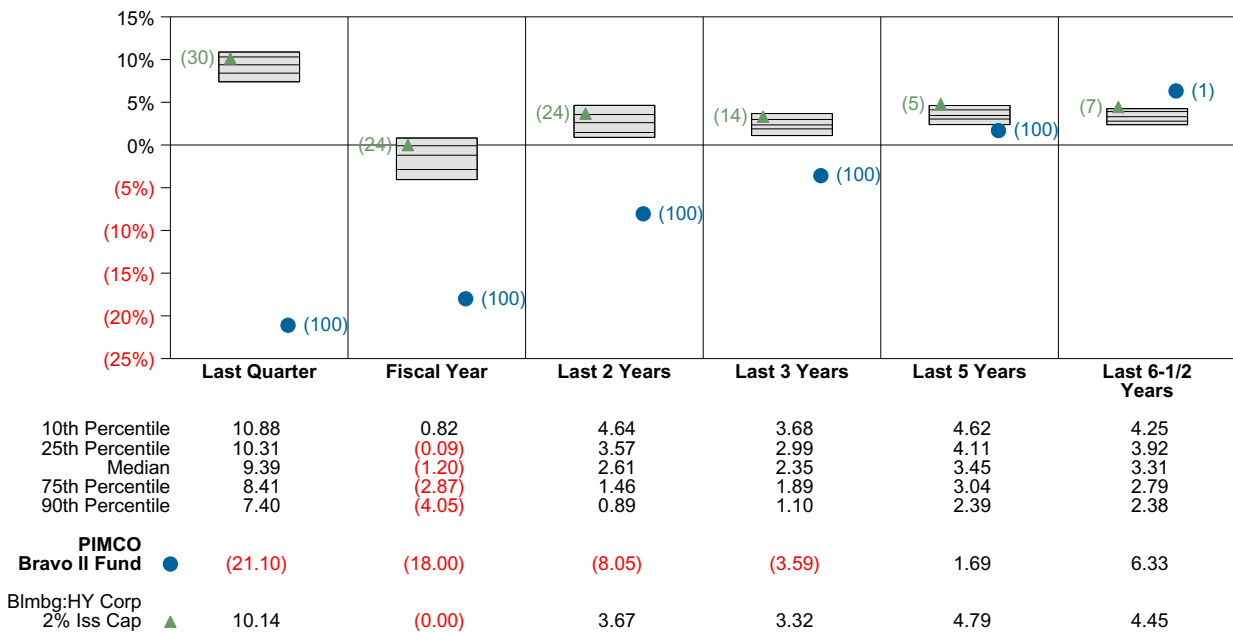 15%
10%
5%
0%
(5%)
(10%)
(15%)
(20%)
(25%)
(30)
(100)
(24)
(100)
(24)
(100)
(14)
(100)
(5)
(100)
(7)
(1)
Last Quarter Fiscal Year Last 2 Years Last 3 Years Last 5 Years Last 6-1/2
Years
10th Percentile 10.88 0.82 4.64 3.68 4.62 4.25
25th Percentile 10.31 (0.09) 3.57 2.99 4.11 3.92
Median 9.39 (1.20) 2.61 2.35 3.45 3.31
75th Percentile 8.41 (2.87) 1.46 1.89 3.04 2.79
90th Percentile 7.40 (4.05) 0.89 1.10 2.39 2.38
PIMCO
Bravo II Fund (21.10) (18.00) (8.05) (3.59) 1.69 6.33
Blmbg:HY Corp
2% Iss Cap 10.14 (0.00) 3.67 3.32 4.79 4.45